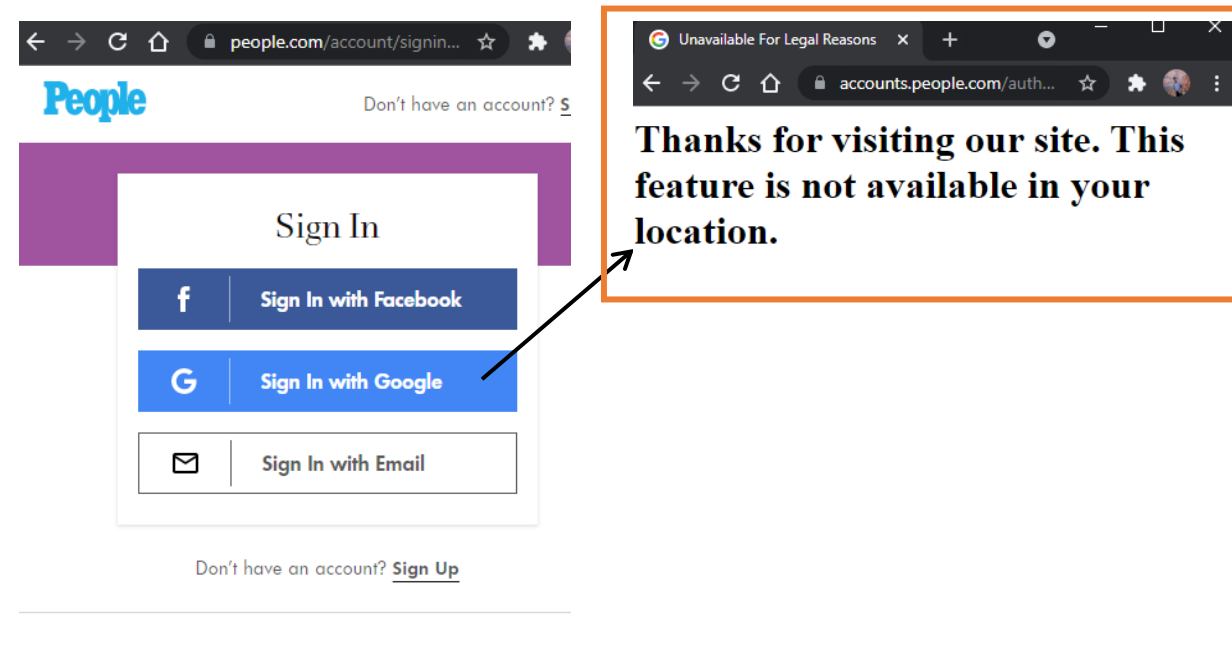 people.com/account/signin...
People
Don't have an account? S
Sign In
f
Sign In with Facebook
G
Sign In with Google
Sign In with Email
Don't have an account? Sign Up
G Unavailable For Legal Reasons
accounts.people.com/auth...
Thanks for visiting our site. This
feature is not available in your
location.